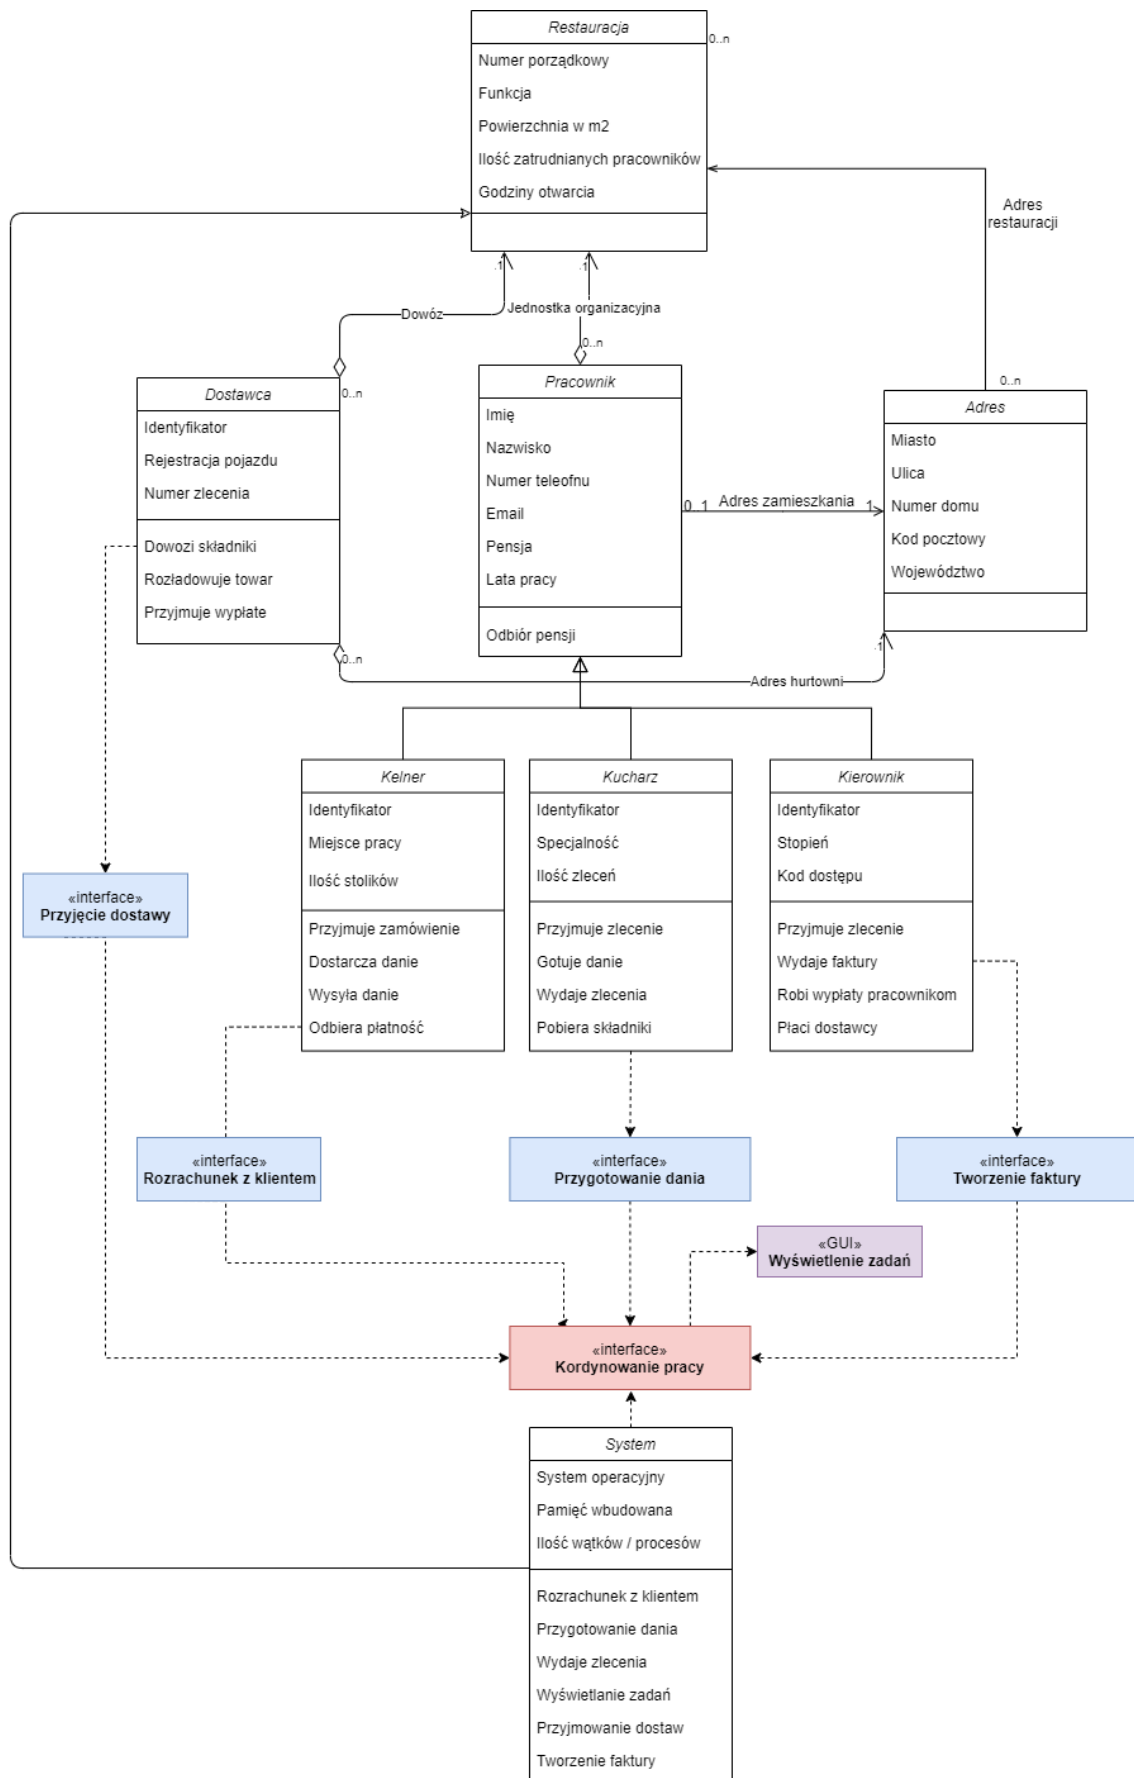 Restauracja
0..n
Numer porządkowy
Funkcja
Powierzchnia w m2
Ilość zatrudnianych pracowników
Godziny otwarcia
Adres
restauracji
.1
.1
Dowóz
Jednostka organizacyjna
0..n
0..n
0..n
Dostawca
Identyfikator
Rejestracja pojazdu
Numer zlecenia
Dowozi składniki
Rozładowuje towar
Przyjmuje wypłate
0..n
Pracownik
Imię
Nazwisko
Numer teleofnu
Email
Pensja
Lata pracy
Odbiór pensji
0..1
Adres zamieszkania
1
Adres
Miasto
Ulica
Numer domu
Kod pocztowy
Województwo
.1
Adres hurtowni
Kelner
Identyfikator
Miejsce pracy
Ilość stolików
Przyjmuje zamówienie
Dostarcza danie
Wysyła danie
Odbiera płatność
Kucharz
Identyfikator
Specjalność
Ilość zleceń
Przyjmuje zlecenie
Gotuje danie
Wydaje zlecenia
Pobiera składniki
Kierownik
Identyfikator
Stopień
Kod dostępu
Przyjmuje zlecenie
Wydaje faktury
Robi wypłaty pracownikom
Płaci dostawcy
«interface»
Przyjęcie dostawy
«interface»
Rozrachunek z klientem
«interface»
Przygotowanie dania
«interface»
Tworzenie faktury
«GUI»
Wyświetlenie zadań
«interface»
Kordynowanie pracy
System
System operacyjny
Pamięć wbudowana
Ilość wątków / procesów
Rozrachunek z klientem
Przygotowanie dania
Wydaje zlecenia
Wyświetlanie zadań
Przyjmowanie dostaw
Tworzenie faktury